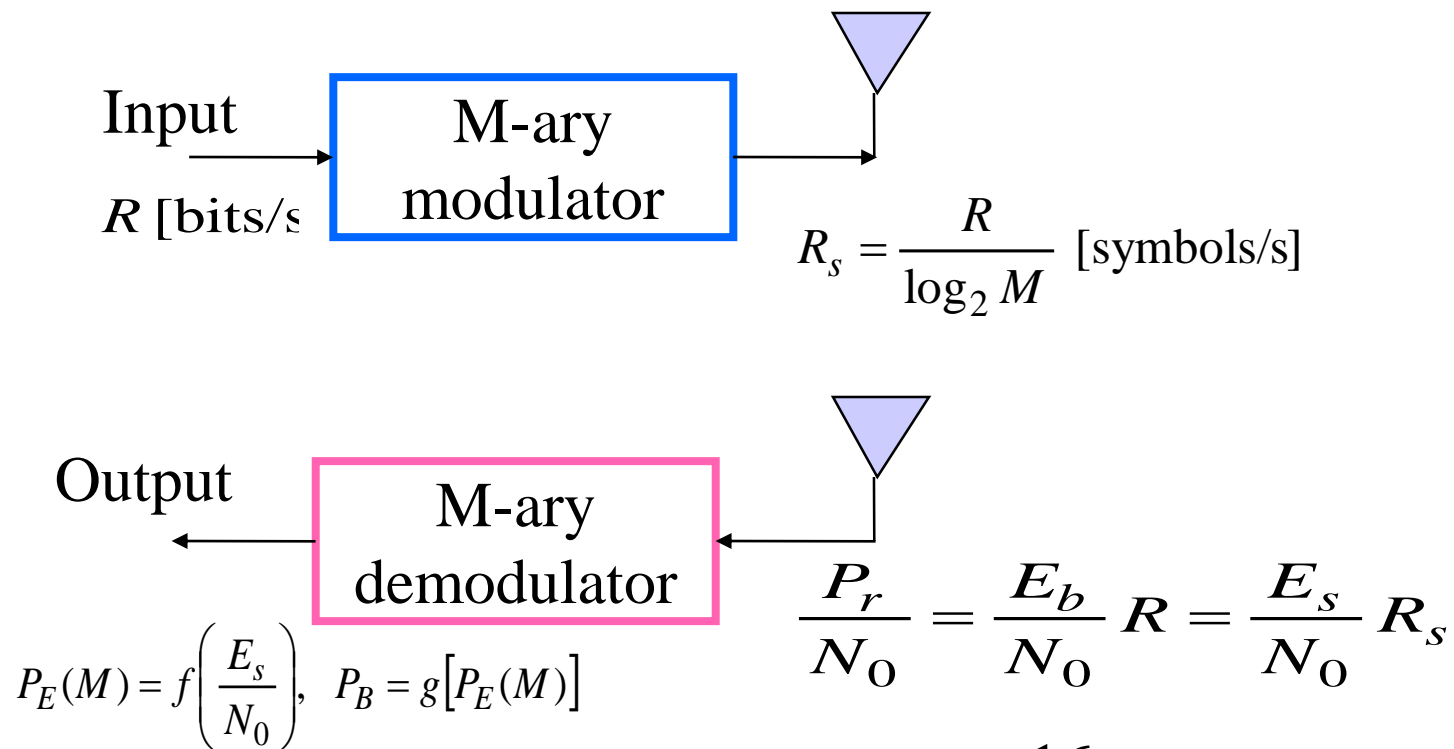 Input
R [bits/s
M-ary
modulator
R_s = R / log_2 M [symbols/s]
Output
M-ary
demodulator
P_r / N_0 = E_b / N_0 R = E_s / N_0 R_s
P_E(M) = f(E_s / N_0), P_B = g[P_E(M)]